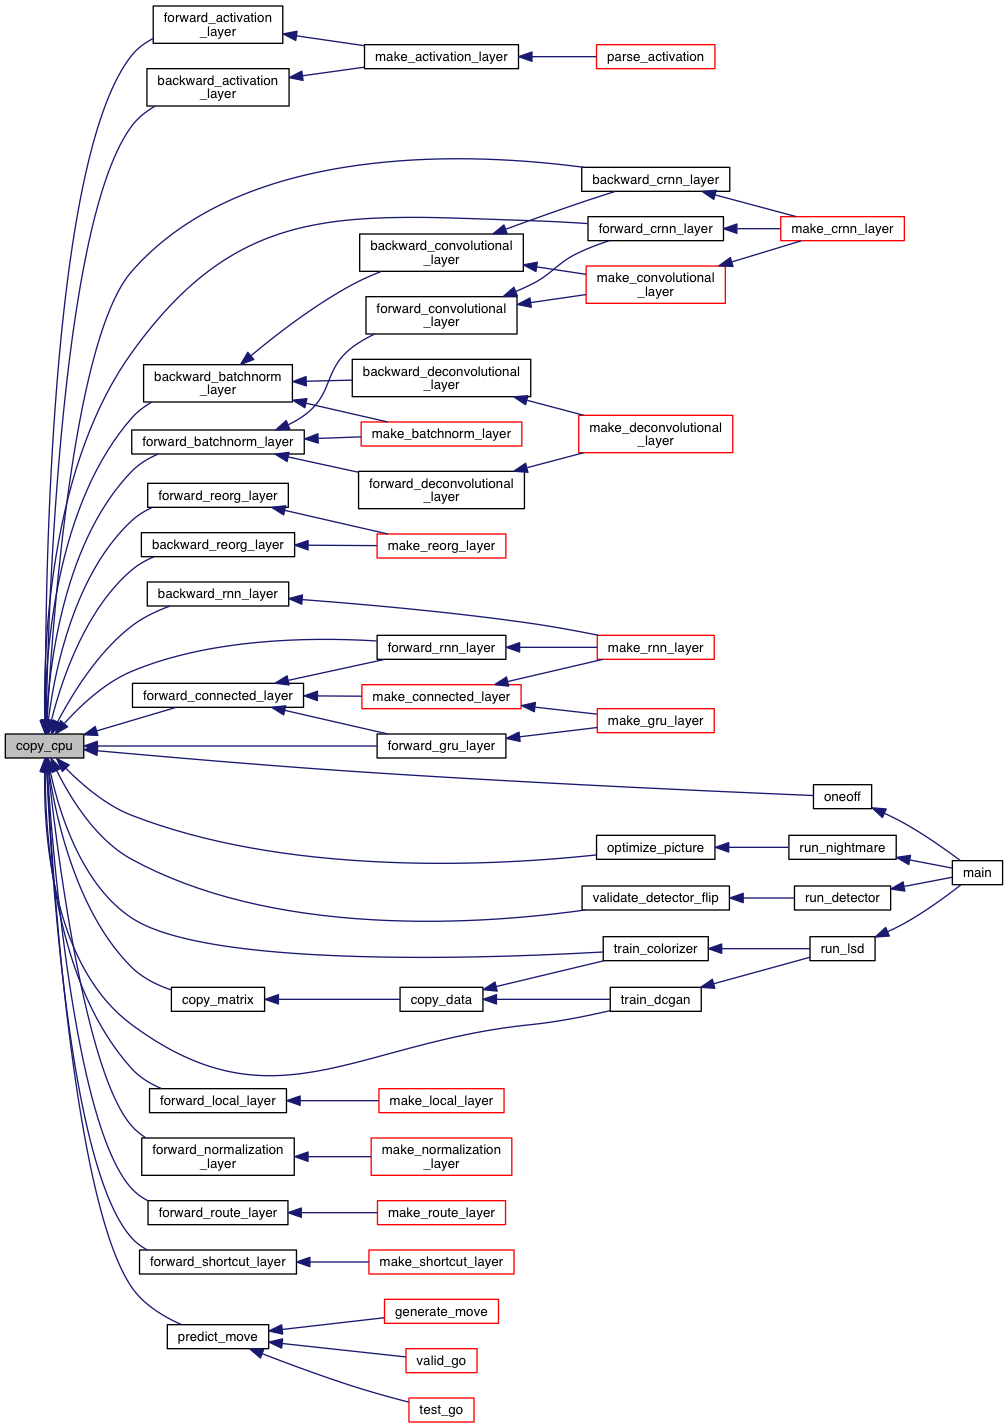 forward_activation
_layer
make_activation_layer
parse_activation
backward_activation
_layer
backward_crnn_layer
forward_crnn_layer
make_crnn_layer
backward_convolutional
_layer
make_convolutional
_layer
forward_convolutional
_layer
backward_batchnorm
_layer
backward_deconvolutional
_layer
make_batchnorm_layer
make_deconvolutional
_layer
forward_batchnorm_layer
forward_deconvolutional
_layer
forward_reorg_layer
backward_reorg_layer
make_reorg_layer
backward_rnn_layer
forward_rnn_layer
make_rnn_layer
forward_connected_layer
make_connected_layer
make_gru_layer
forward_gru_layer
copy_cpu
oneoff
optimize_picture
run_nightmare
main
validate_detector_flip
run_detector
train_colorizer
run_lsd
copy_matrix
copy_data
train_dcgan
forward_local_layer
make_local_layer
forward_normalization
_layer
make_normalization
_layer
forward_route_layer
make_route_layer
forward_shortcut_layer
make_shortcut_layer
generate_move
predict_move
valid_go
test_go